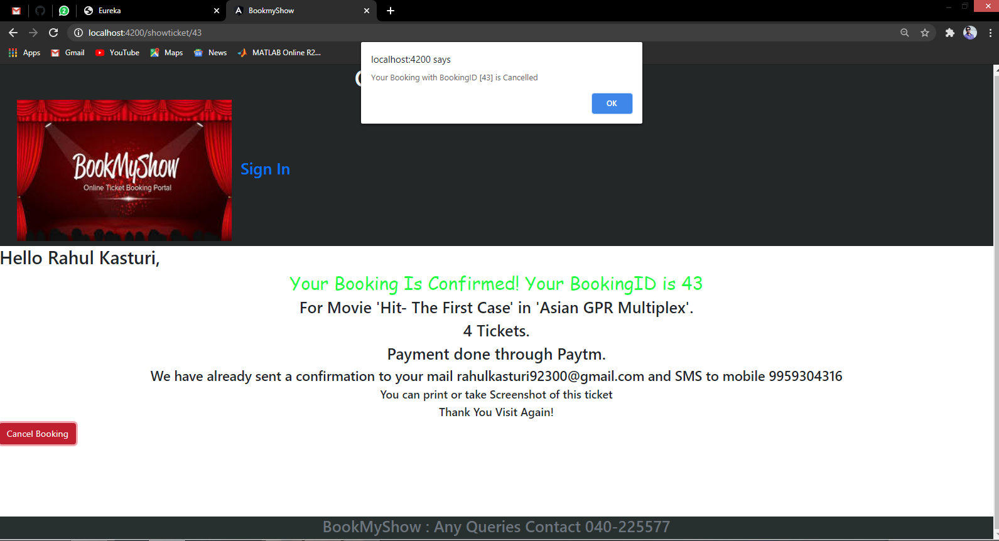 2
Eureka
BookmyShow
localhost:4200/showticket/43
Apps
Gmail
YouTube
Maps
News
MATLAB Online R2...
localhost:4200 says
Your Booking with BookingID [43] is Cancelled
OK
BookMyShow
Online Ticket Booking Portal
Sign In
Hello Rahul Kasturi,
Your Booking Is Confirmed! Your BookingID is 43
For Movie 'Hit- The First Case' in 'Asian GPR Multiplex'.
4 Tickets.
Payment done through Paytm.
We have already sent a confirmation to your mail rahulkasturi92300@gmail.com and SMS to mobile 9959304316
You can print or take Screenshot of this ticket
Thank You Visit Again!
Cancel Booking
BookMyShow : Any Queries Contact 040-225577